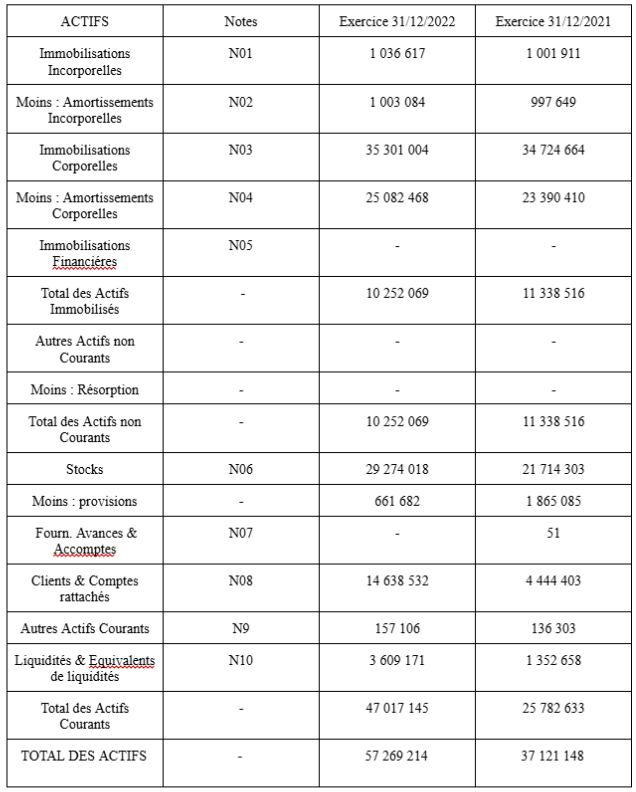 ACTIFS Notes Exercice 31/12/2022 Exercice 31/12/2021
Immobilisations N01 1 036 617 1 001 911
Incorporelles
Moins : Amortissements N02 1 003 084 997 649
Incorporelles
Immobilisations N03 35 301 004 34 724 664
Corporelles
Moins : Amortissements N04 25 082 468 23 390 410
Corporelles
Immobilisations N05 - -
Financiéres
Total des Actifs - 10 252 069 11 338 516
Immobilisés
Autres Actifs non - - -
Courants
Moins : Résorption - - -
Total des Actifs non - 10 252 069 11 338 516
Courants
Stocks N06 29 274 018 21 714 303
Moins : provisions - 661 682 1 865 085
Fourn. Avances & N07 - 51
Accomptes
Clients & Comptes N08 14 638 532 4 444 403
rattachés
Autres Actifs Courants N9 157 106 136 303
Liquidités & Equivalents N10 3 609 171 1 352 658
de liquidités
Total des Actifs - 47 017 145 25 782 633
Courants
TOTAL DES ACTIFS - 57 269 214 37 121 148